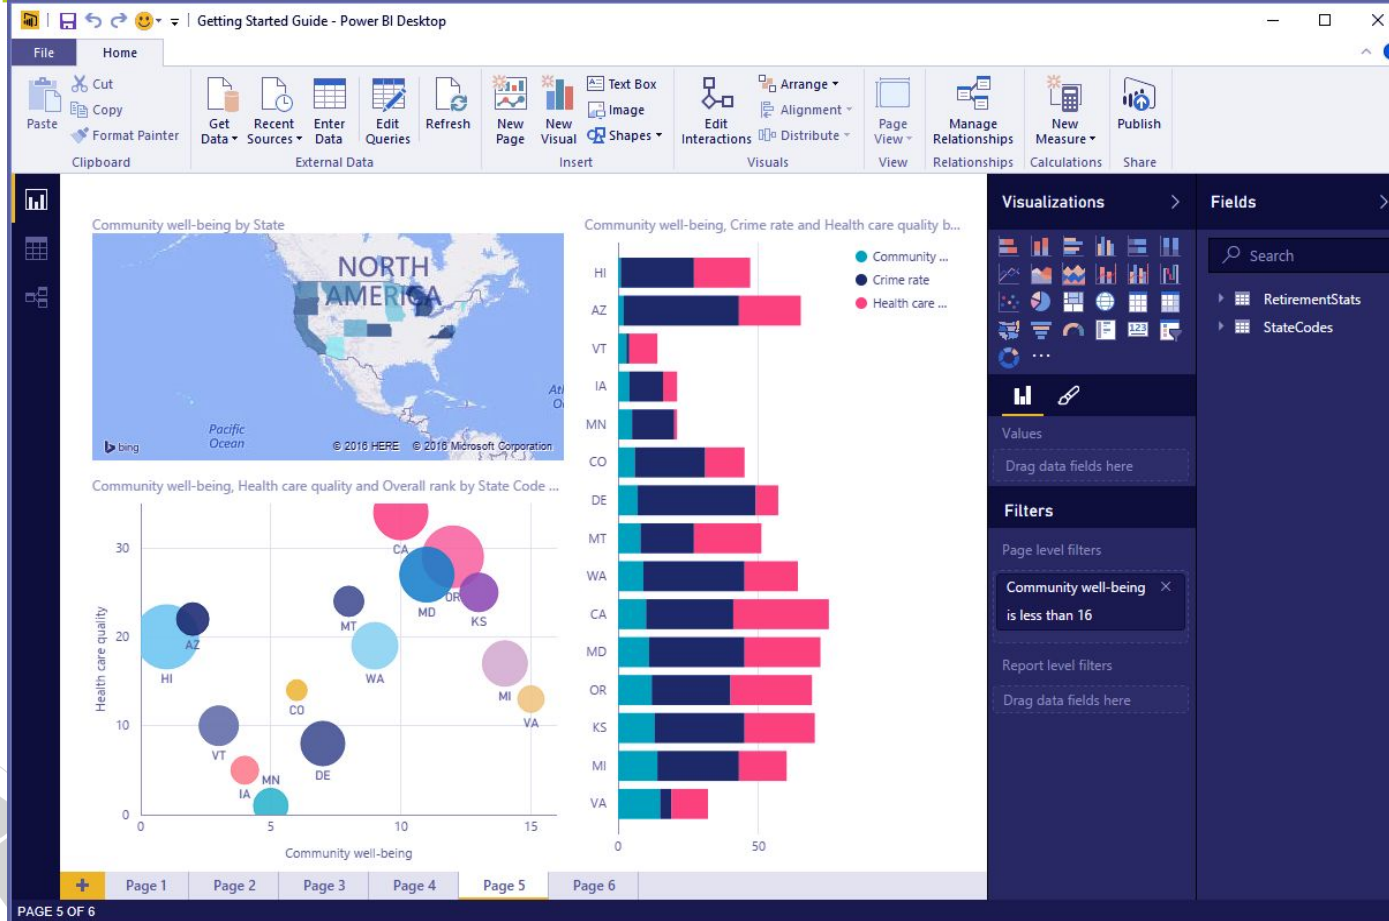 Getting Started Guide - Power BI Desktop
File Home
Paste
Cut
Copy
Format Painter
Clipboard
Get Data
Recent Sources
Enter Data
Edit Queries
Refresh
External Data
New Page
New Visual
Text Box
Image
Shapes
Insert
Edit Interactions
Arrange
Alignment
Distribute
Visuals
Page View
View
Manage Relationships
Relationships
New Measure
Calculations
Publish
Share
Community well-being by State
NORTH
AMERICA
Pacific
Ocean
bing
© 2016 HERE © 2016 Microsoft Corporation
Community well-being, Health care quality and Overall rank by State Code ...
Health care quality
30
20
10
0
CA
OR
MD
KS
MT
AZ
HI
WA
MI
CO
VA
VT
DE
IA
MN
0 5 10 15
Community well-being
Community well-being, Crime rate and Health care quality b...
Community ...
Crime rate
Health care ...
HI
AZ
VT
IA
MN
CO
DE
MT
WA
CA
MD
OR
KS
MI
VA
0 50
Visualizations
123
Values
Drag data fields here
Filters
Page level filters
Community well-being
is less than 16
Report level filters
Drag data fields here
Fields
Search
RetirementStats
StateCodes
Page 1 Page 2 Page 3 Page 4 Page 5 Page 6
PAGE 5 OF 6